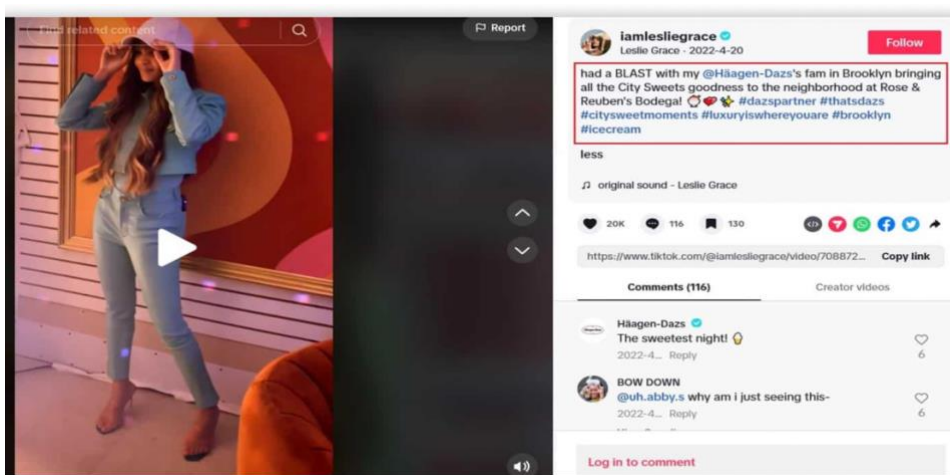 Find related content
Report
iamlesliegrace
Leslie Grace · 2022-4-20
Follow
had a BLAST with my @Häagen-Dazs's fam in Brooklyn bringing
all the City Sweets goodness to the neighborhood at Rose &
Reuben's Bodega! 🍨❤️✨ #dazspartner #thatsdazs
#citysweetmoments #luxuryiswhereyouare #brooklyn
#icecream
less
♫ original sound - Leslie Grace
20K 116 130
https://www.tiktok.com/@iamlesliegrace/video/708872... Copy link
Comments (116) Creator videos
Häagen-Dazs
The sweetest night! 🍦
2022-4... Reply
6
BOW DOWN
@uh.abby.s why am i just seeing this-
2022-4... Reply
6
Log in to comment